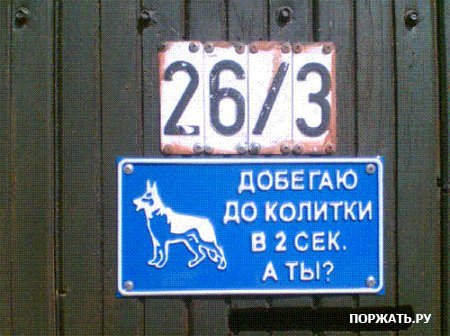 26/3
ДОБЕГАЮ
ДО КОЛИТКИ
В 2 СЕК.
А ТЫ?
ПОРЖАТЬ.РУ